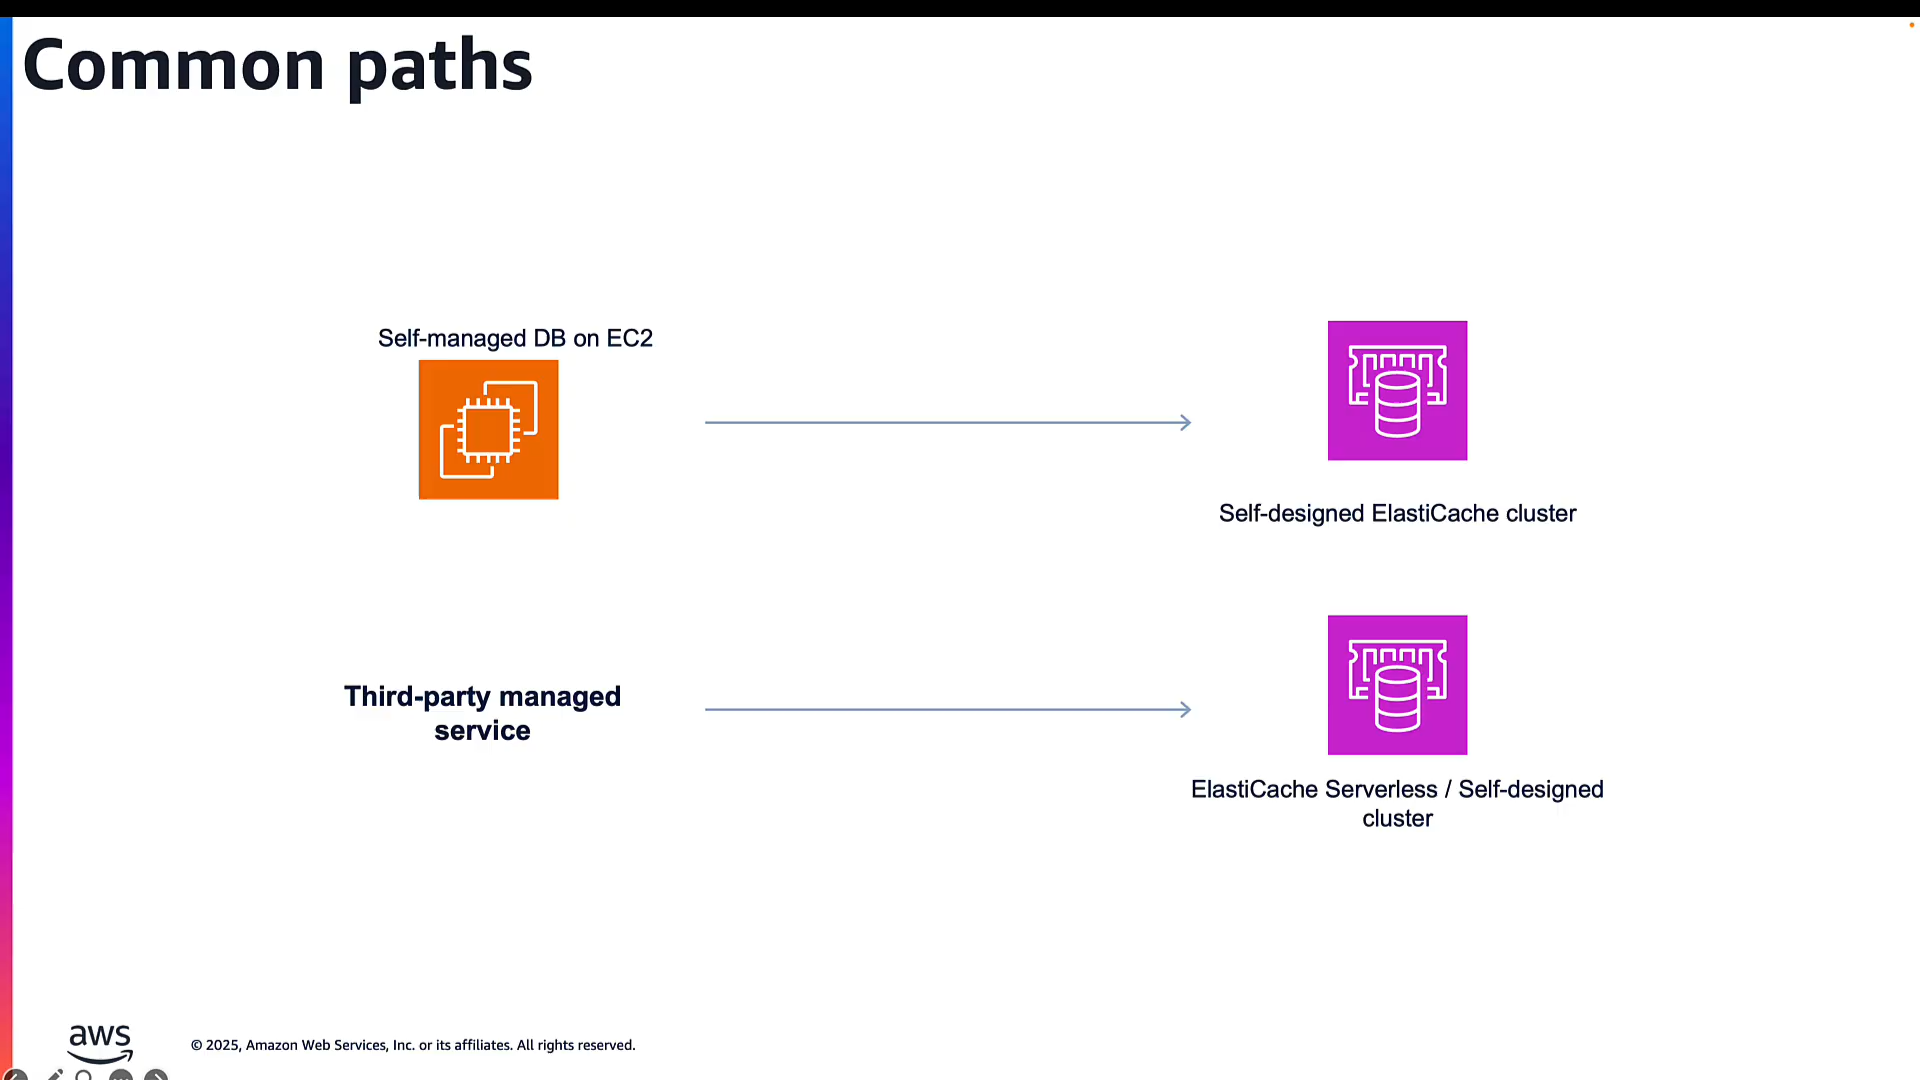 Common paths
Self-managed DB on EC2
Self-designed ElastiCache cluster
Third-party managed
service
ElastiCache Serverless / Self-designed
cluster
aws
© 2025, Amazon Web Services, Inc. or its affiliates. All rights reserved.